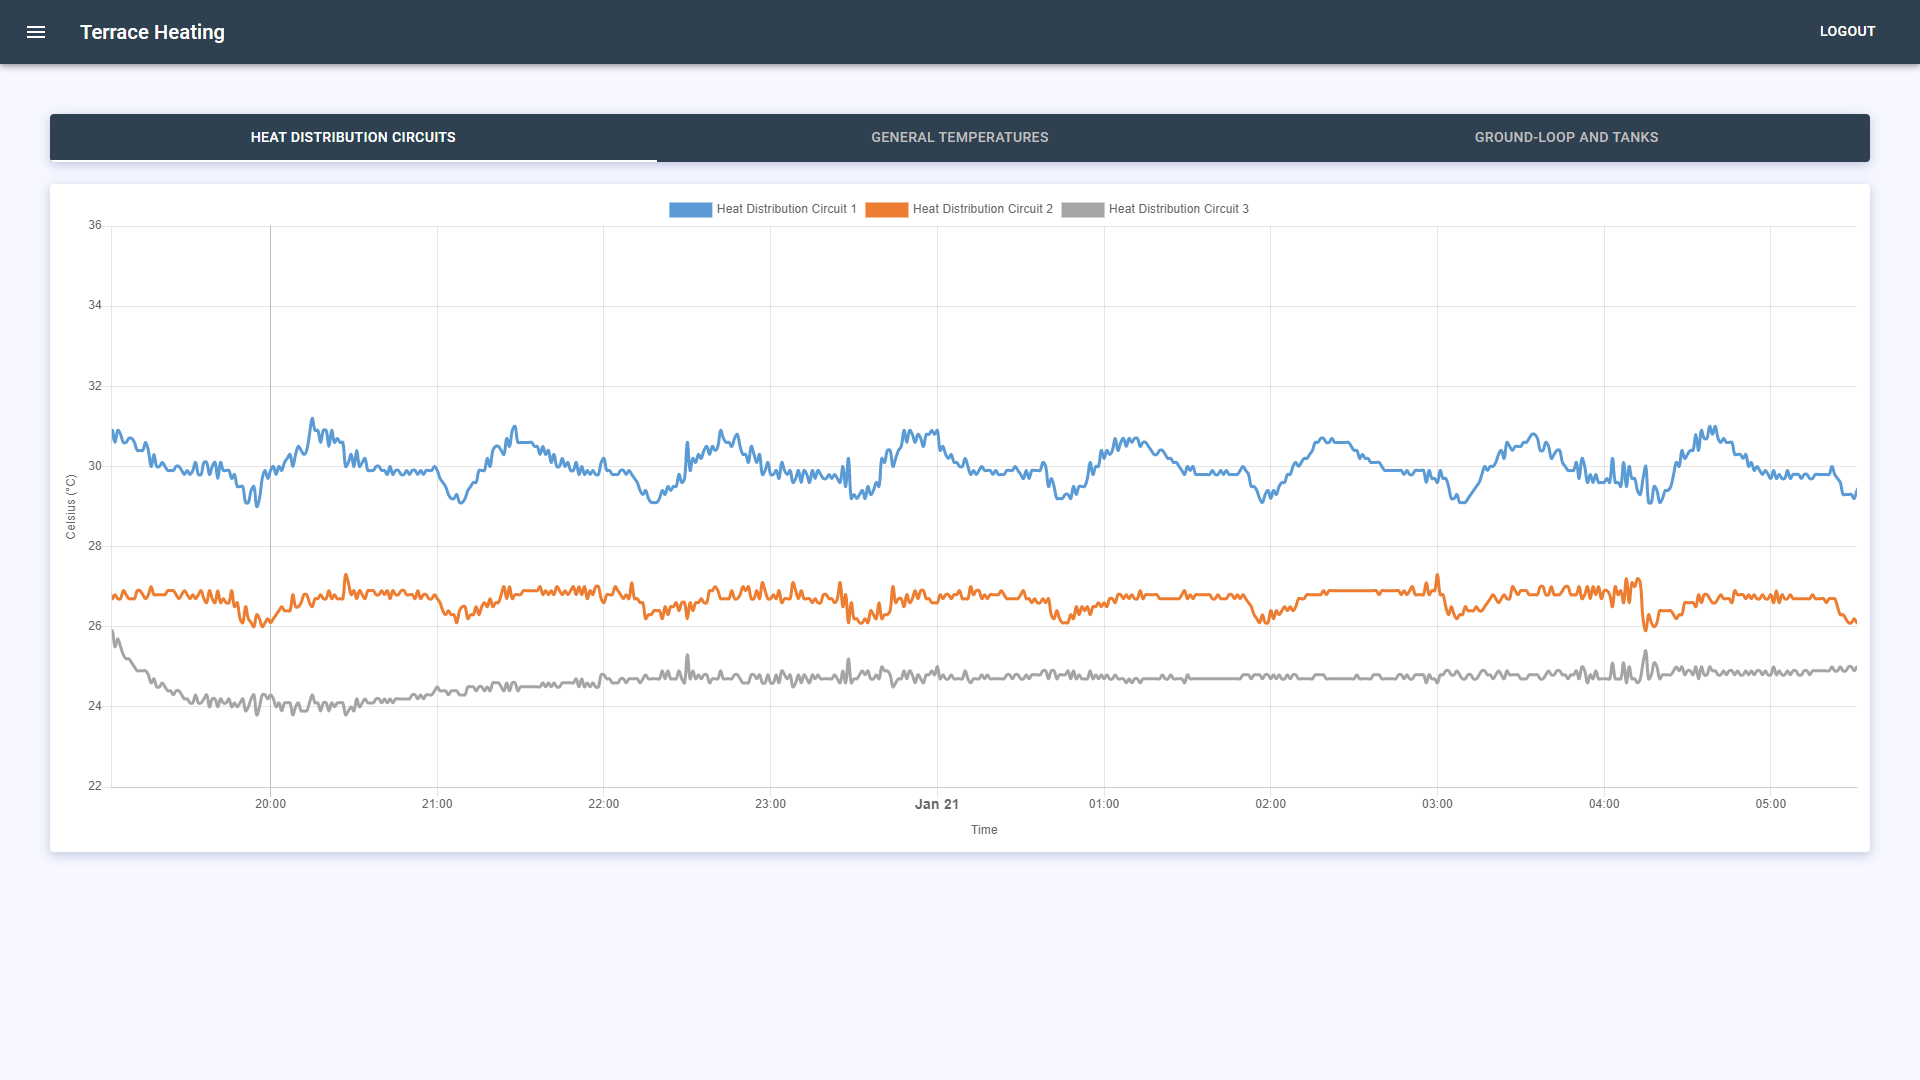 Terrace Heating
LOGOUT
HEAT DISTRIBUTION CIRCUITS
GENERAL TEMPERATURES
GROUND-LOOP AND TANKS
Heat Distribution Circuit 1
Heat Distribution Circuit 2
Heat Distribution Circuit 3
36
34
32
30
28
26
24
22
Celsius (°C)
20:00
21:00
22:00
23:00
Jan 21
01:00
02:00
03:00
04:00
05:00
Time